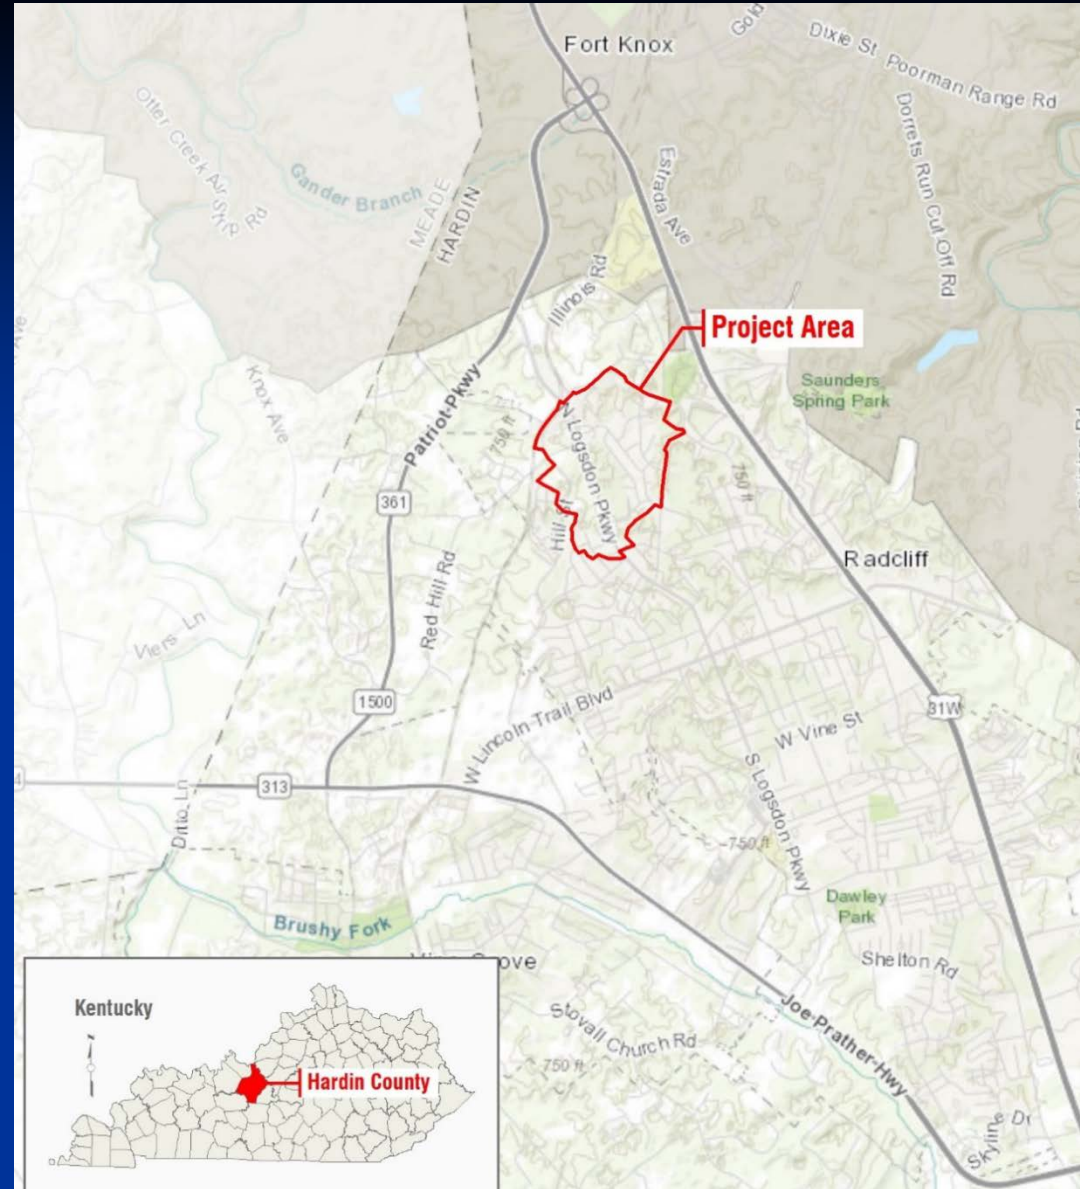 Fort Knox
Dixie St
Poorman Range Rd
Otter Creek
Rd
Gander Branch
MEADE
HARDIN
Estrada Ave
Dorrets Run Cut Off Rd
Illinois Rd
Project Area
Knox Ave
Saunders
Spring Park
Patriot-Pkwy
750 ft
N Logsdon Pkwy
750 ft
361
Red Hill Rd
Radcliff
Viers Ln
1500
31W
W Lincoln Trail Blvd
W Vine St
S Logsdon Pkwy
313
Ditto Ln
750 ft
Dawley
Park
Brushy Fork
Shelton Rd
Stovall Church Rd
Joe-Prather-Hwy
750 ft
Kentucky
Hardin County